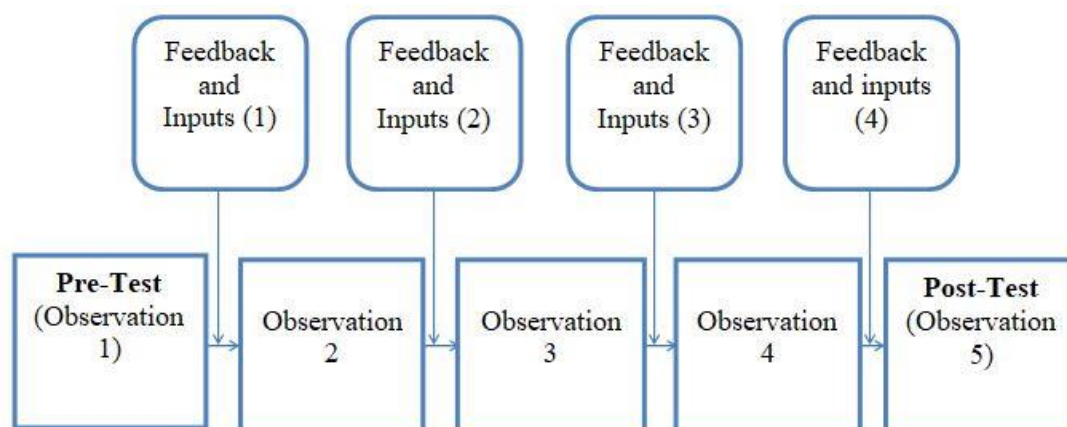 Feedback
and
Inputs (1)
Feedback
and
Inputs (2)
Feedback
and
Inputs (3)
Feedback
and inputs
(4)
Pre-Test
(Observation
1)
Observation
2
Observation
3
Observation
4
Post-Test
(Observation
5)